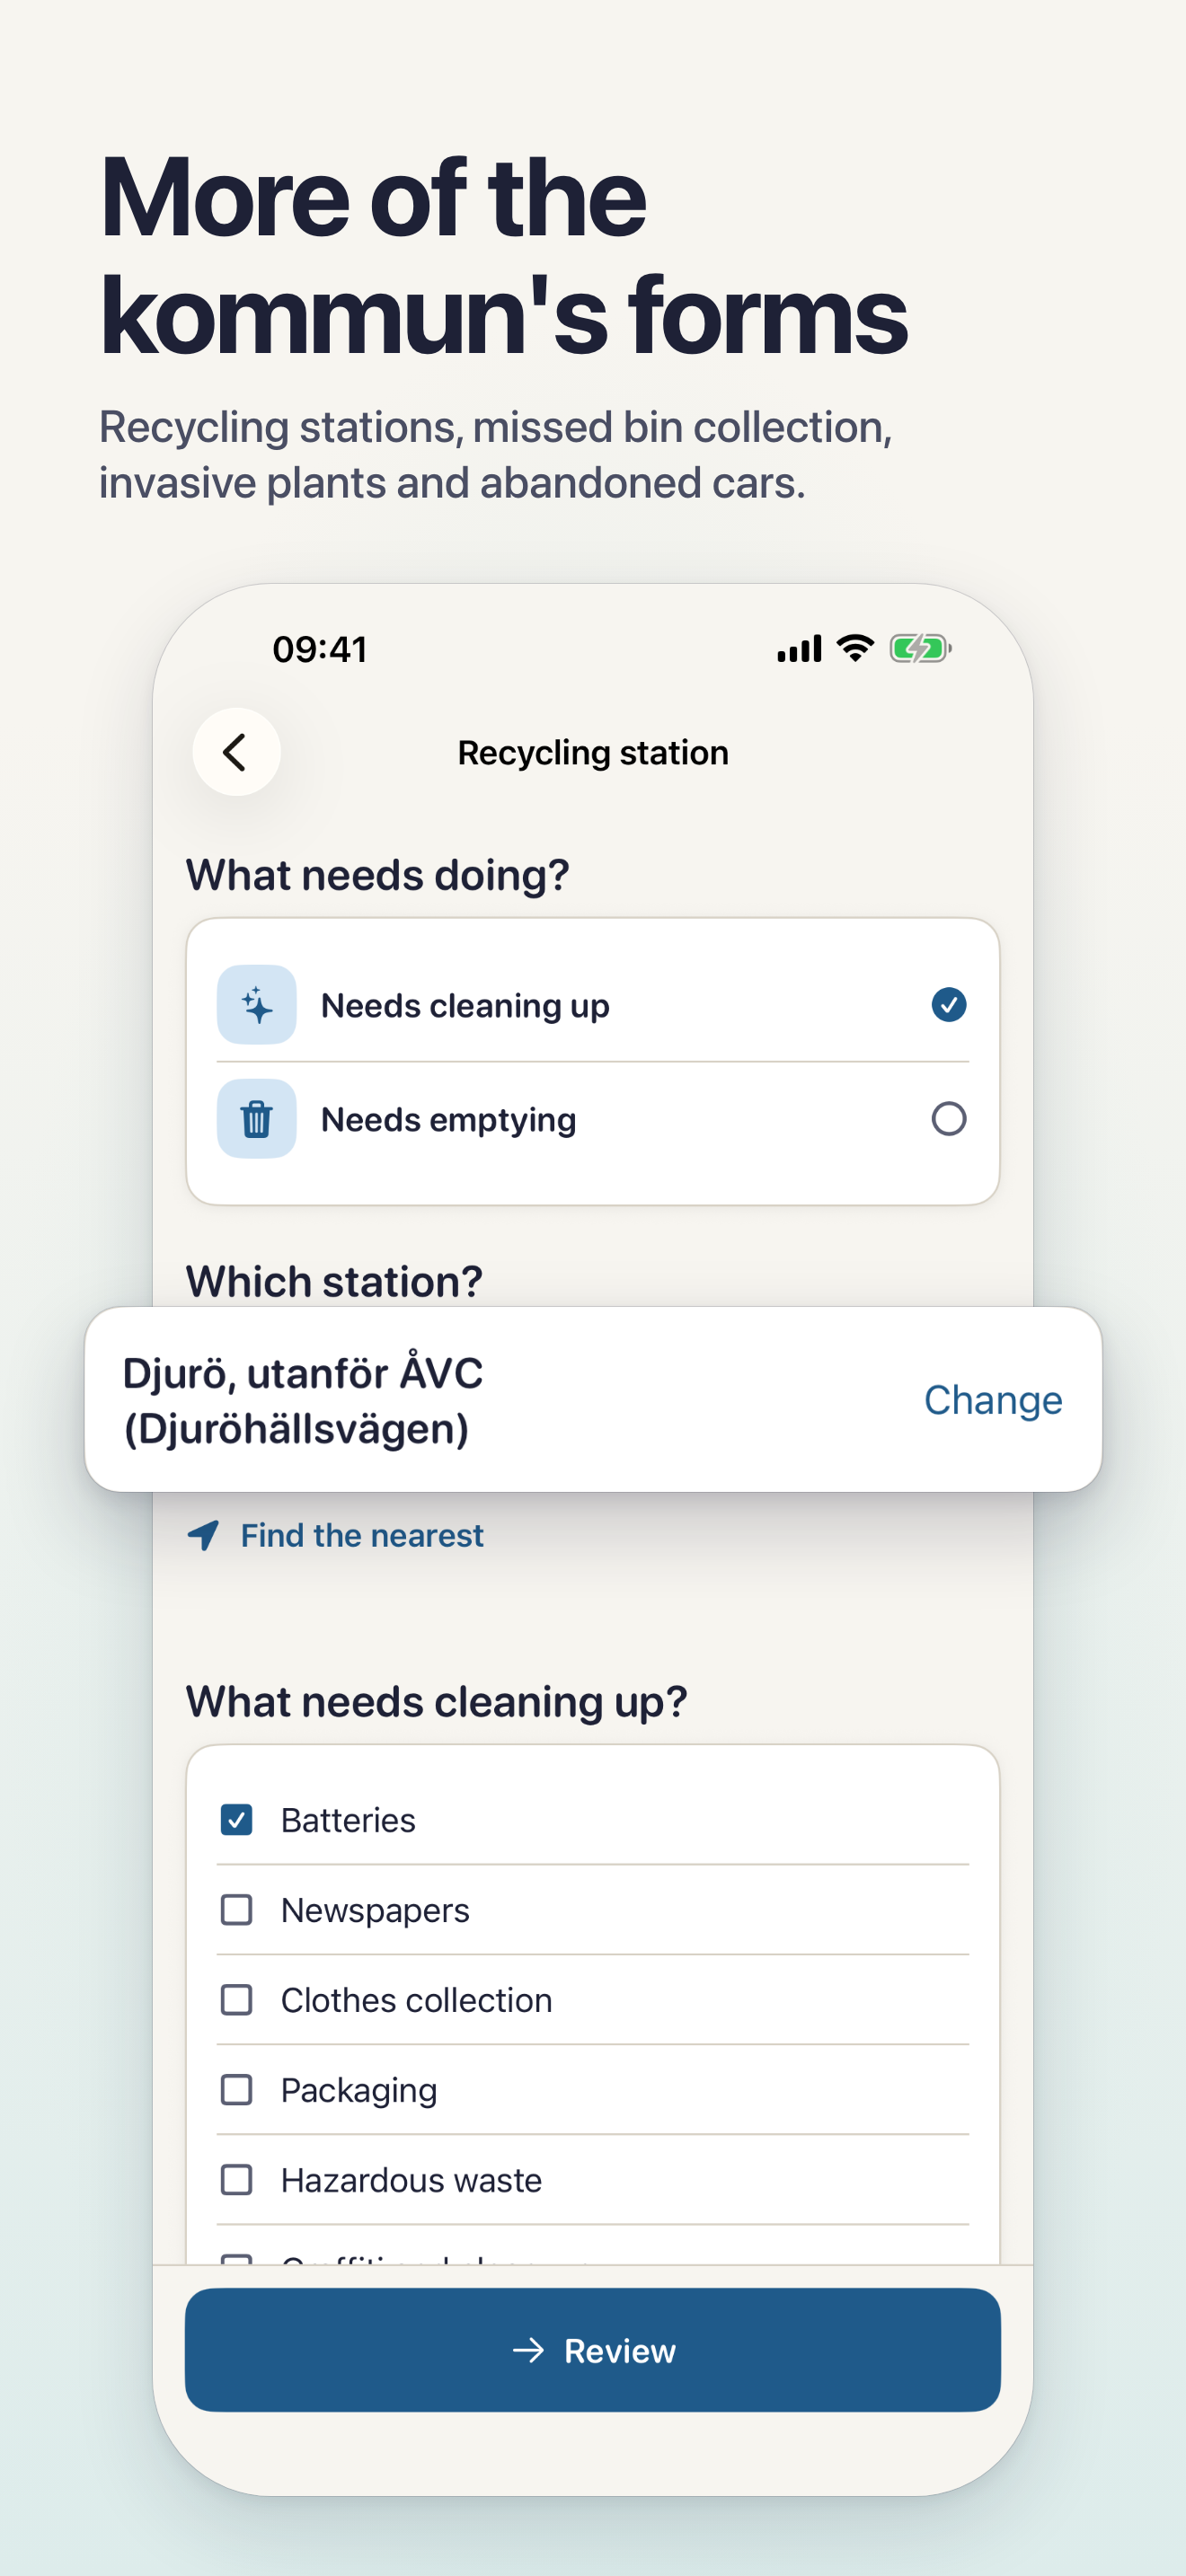 More of the
kommun's forms
Recycling stations, missed bin collection,
invasive plants and abandoned cars.
09:41
Recycling station
What needs doing?
Needs cleaning up
Needs emptying
Which station?
Djurö, utanför ÅVC
(Djuröhällsvägen)
Change
Find the nearest
What needs cleaning up?
Batteries
Newspapers
Clothes collection
Packaging
Hazardous waste
Review